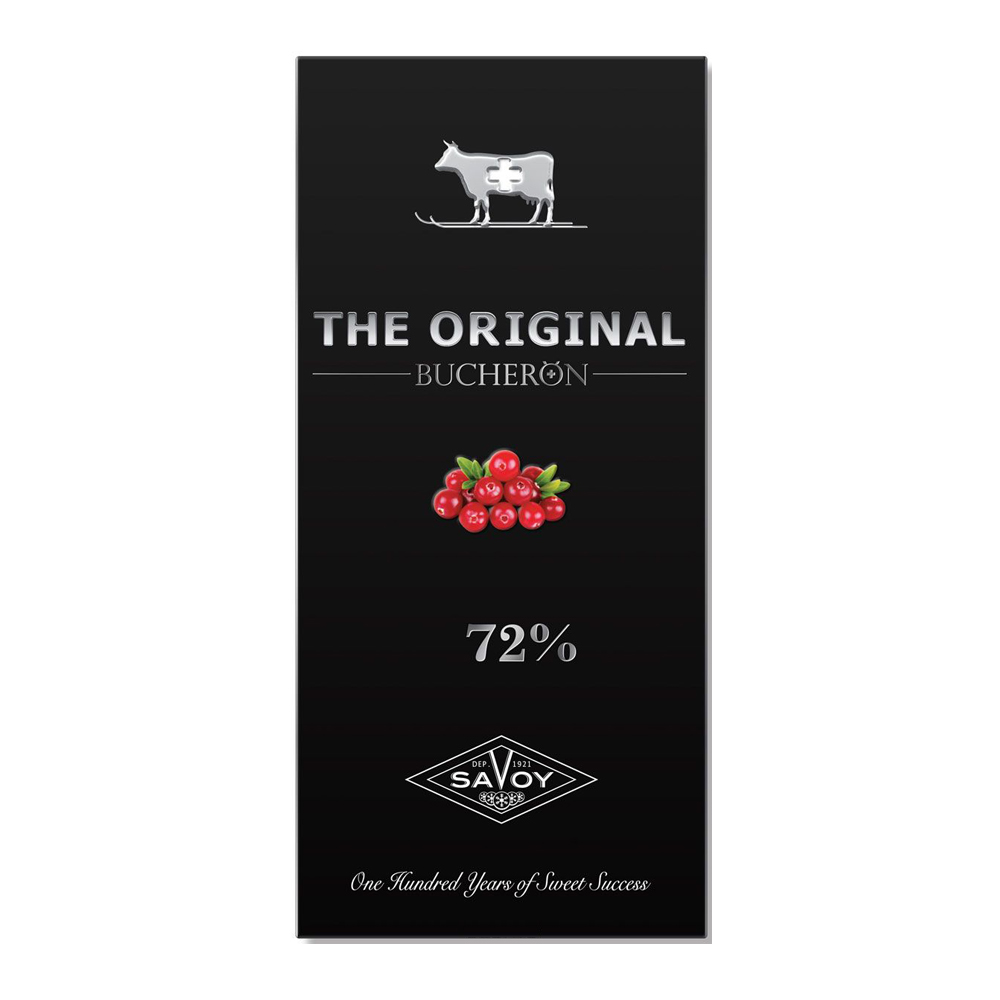 THE ORIGINAL
BUCHERON
72%
DEP. 1921
SAVOY
One Hundred Years of Sweet Success